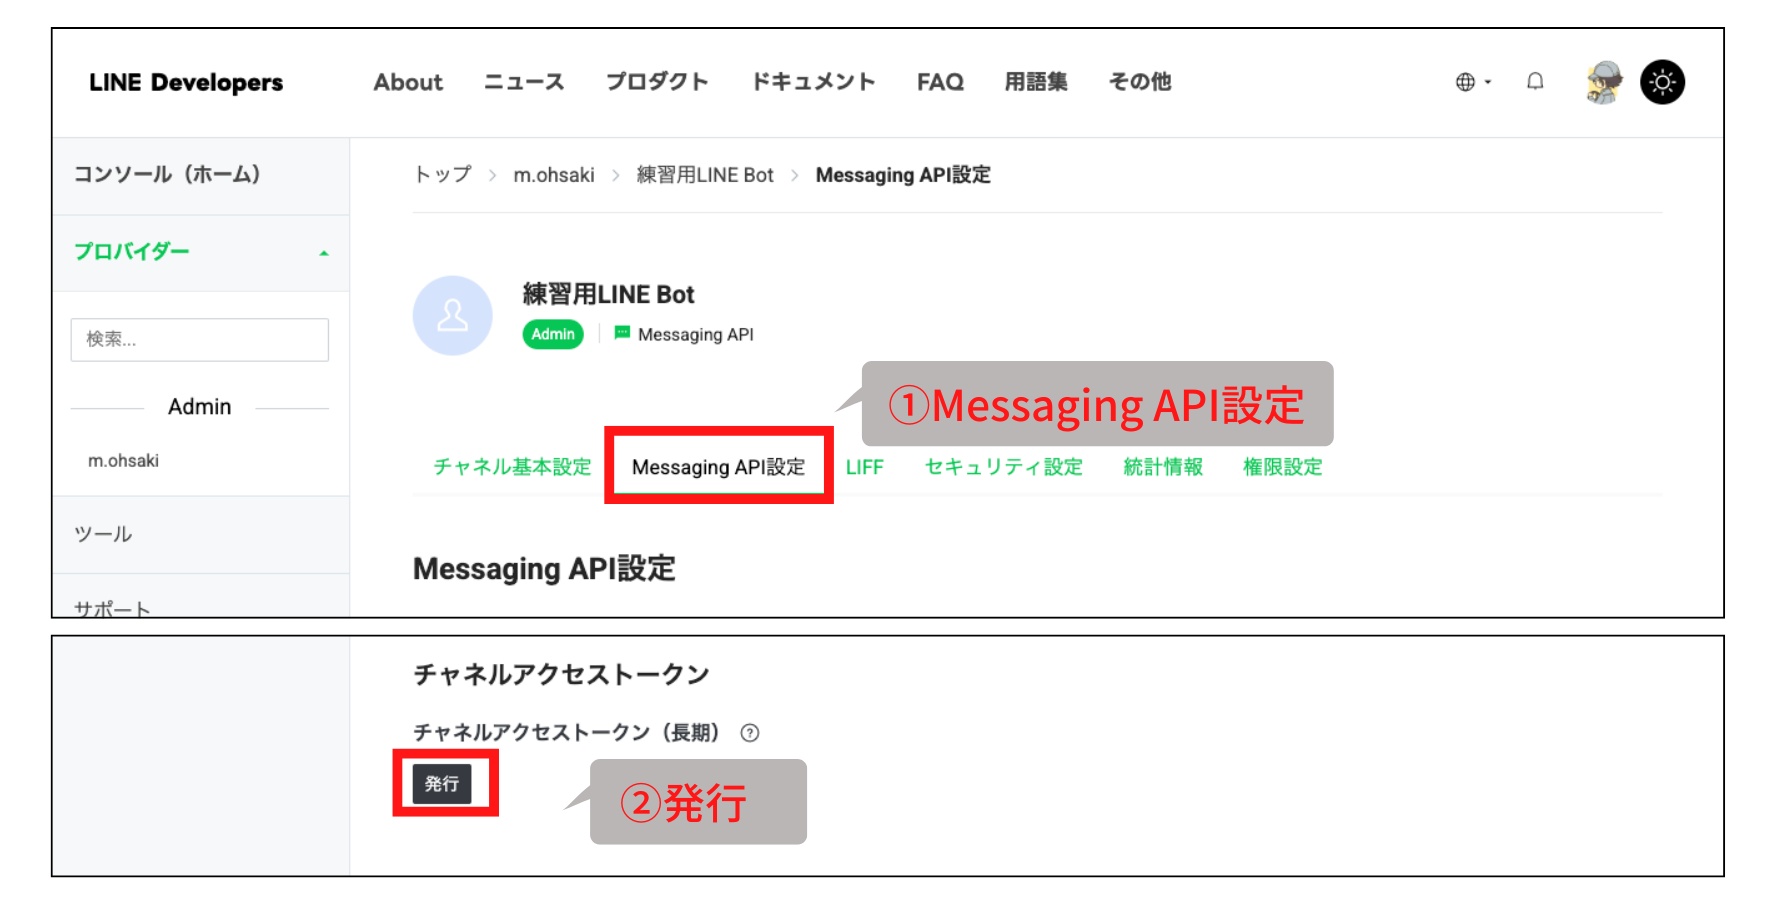 LINE Developers About ニュース プロダクト ドキュメント FAQ 用語集 その他
コンソール（ホーム）
プロバイダー
検索...
Admin
m.ohsaki
ツール
サポート
トップ > m.ohsaki > 練習用LINE Bot > Messaging API設定
練習用LINE Bot
Admin Messaging API
①Messaging API設定
チャネル基本設定 Messaging API設定 LIFF セキュリティ設定 統計情報 権限設定
Messaging API設定
チャネルアクセストークン
チャネルアクセストークン（長期） ?
発行
②発行